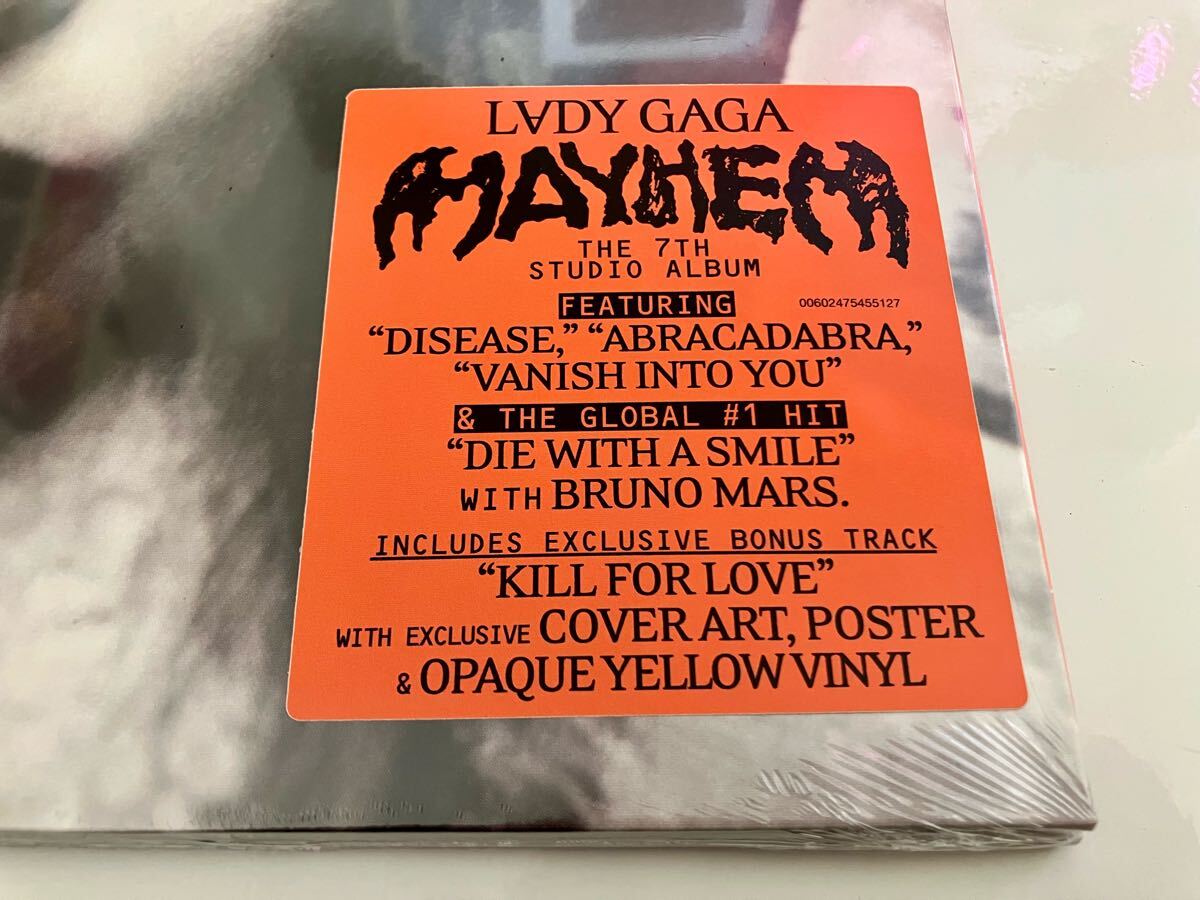 L∀DY GAGA
MAYHEM
THE 7TH
STUDIO ALBUM
FEATURING
00602475455127
“DISEASE,” “ABRACADABRA,”
“VANISH INTO YOU”
& THE GLOBAL #1 HIT
“DIE WITH A SMILE”
WITH BRUNO MARS.
INCLUDES EXCLUSIVE BONUS TRACK
“KILL FOR LOVE”
WITH EXCLUSIVE COVER ART, POSTER
& OPAQUE YELLOW VINYL